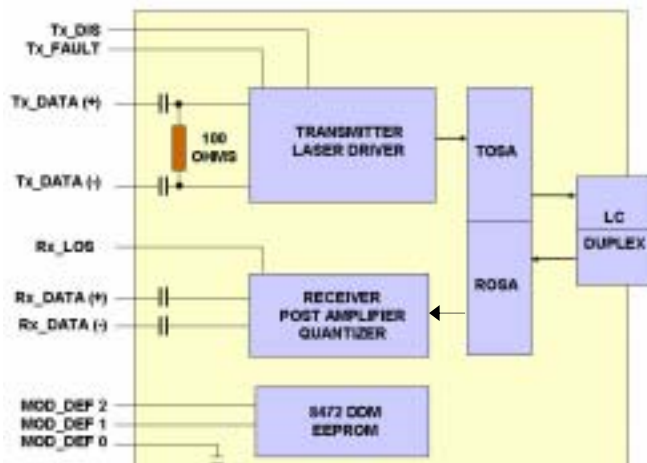 Tx_DIS
Tx_FAULT
Tx_DATA (+)
100
OHMS
TRANSMITTER
LASER DRIVER
TOSA
Tx_DATA (-)
LC
DUPLEX
Rx_LOS
ROSA
Rx_DATA (+)
Rx_DATA (-)
RECEIVER
POST AMPLIFIER
QUANTIZER
MOD_DEF 2
MOD_DEF 1
MOD_DEF 0
8472 DDM
EEPROM